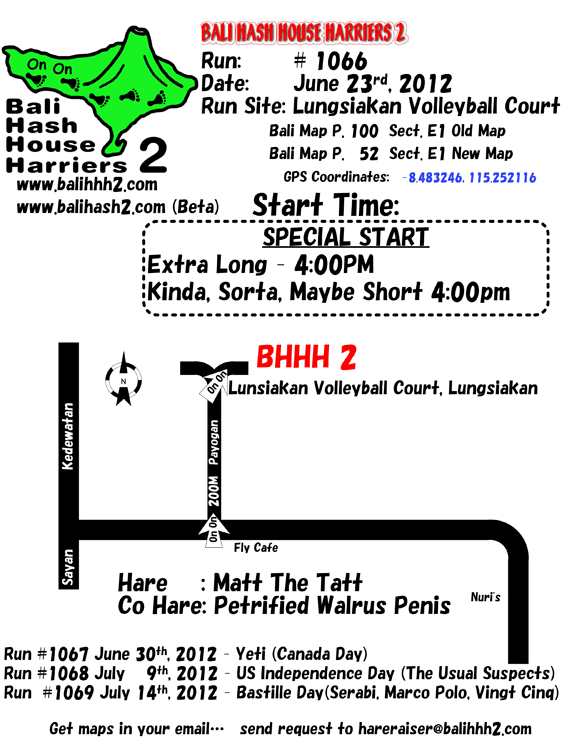 BALI HASH HOUSE HARRIERS 2
On On
Bali
Hash
House
Harriers 2
www.balihhh2.com
www.balihash2.com (Beta)
Run: # 1066
Date: June 23rd, 2012
Run Site: Lungsiakan Volleyball Court
Bali Map P. 100 Sect. E1 Old Map
Bali Map P. 52 Sect. E1 New Map
GPS Coordinates: -8.483246, 115.252116
Start Time:
SPECIAL START
Extra Long - 4:00PM
Kinda, Sorta, Maybe Short 4:00pm
BHHH 2
N
On On
Lunsiakan Volleyball Court, Lungsiakan
Kedewatan
Payogan
200M
On On
Fly Cafe
Sayan
Nuri's
Hare : Matt The Tatt
Co Hare: Petrified Walrus Penis
Run #1067 June 30th, 2012 - Yeti (Canada Day)
Run #1068 July 9th, 2012 - US Independence Day (The Usual Suspects)
Run #1069 July 14th, 2012 - Bastille Day(Serabi, Marco Polo, Vingt Cinq)
Get maps in your email… send request to hareraiser@balihhh2.com